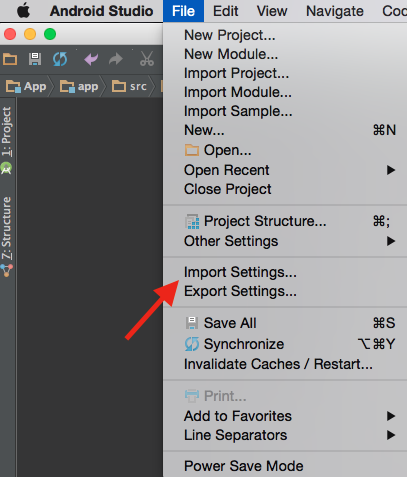 Android Studio File Edit View Navigate Coc
New Project...
New Module...
Import Project...
Import Module...
Import Sample...
New... ⌘N
Open...
Open Recent ▶
Close Project
Project Structure... ⌘;
Other Settings ▶
Import Settings...
Export Settings...
Save All ⌘S
Synchronize ⌥⌘Y
Invalidate Caches / Restart...
Print...
Add to Favorites ▶
Line Separators ▶
Power Save Mode
App app src
1: Project
7: Structure